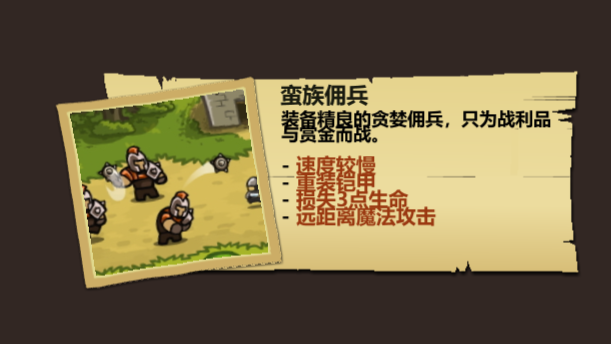 蛮族佣兵
装备精良的贪婪佣兵，只为战利品
与赏金而战。
- 速度较慢
- 重装铠甲
- 损失3点生命
- 远距离魔法攻击